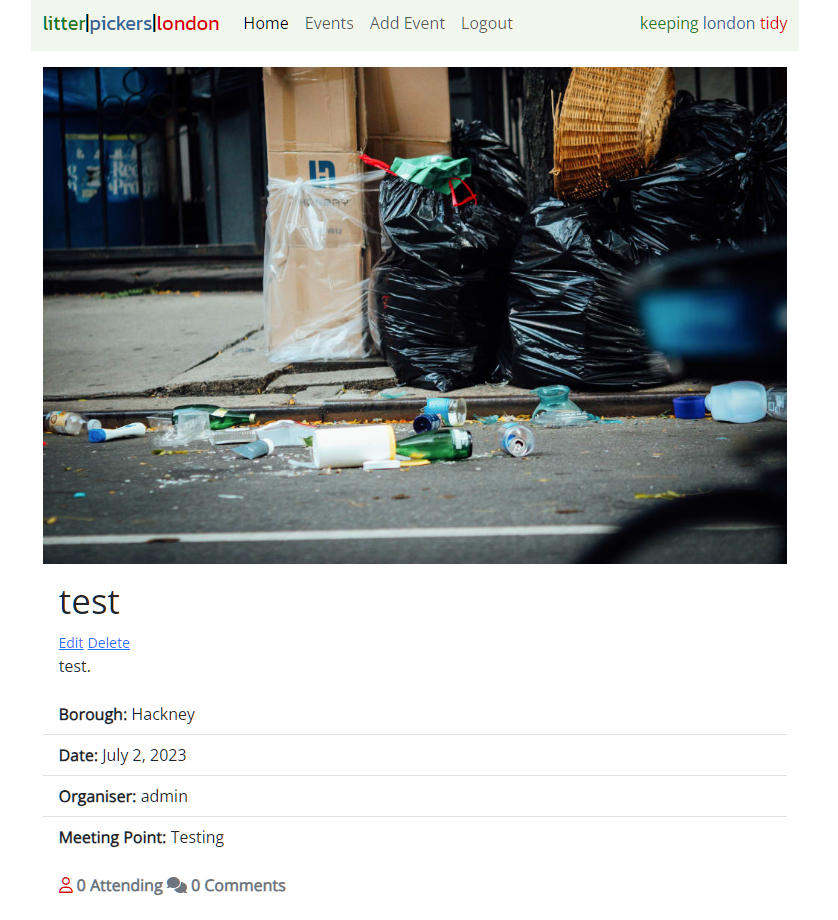 litter|pickers|london Home Events Add Event Logout keeping london tidy
test
Edit Delete
test.
Borough: Hackney
Date: July 2, 2023
Organiser: admin
Meeting Point: Testing
0 Attending 0 Comments